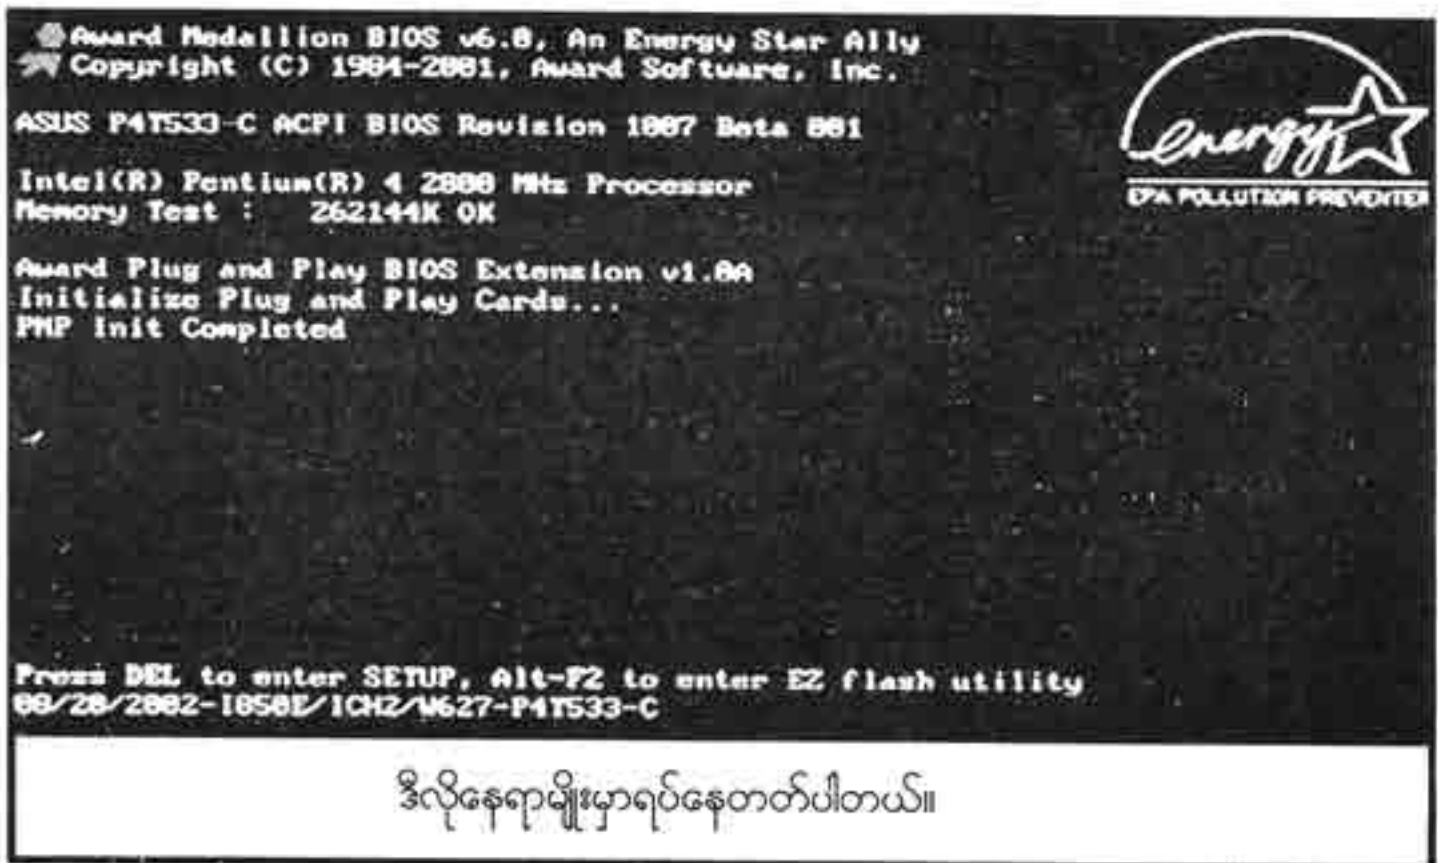 Award Medallion BIOS v6.0, An Energy Star Ally
Copyright (C) 1984-2001, Award Software, Inc.
energy
EPA POLLUTION PREVENTER
ASUS P4T533-C ACPI BIOS Revision 1007 Beta 001
Intel(R) Pentium(R) 4 2800 MHz Processor
Memory Test : 262144K OK
Award Plug and Play BIOS Extension v1.0A
Initialize Plug and Play Cards...
PNP Init Completed
Press DEL to enter SETUP, Alt-F2 to enter EZ flash utility
08/20/2002-I850E/ICH2/W627-P4T533-C
ဒီလိုနေရာမျိုးမှာရပ်နေတတ်ပါတယ်။